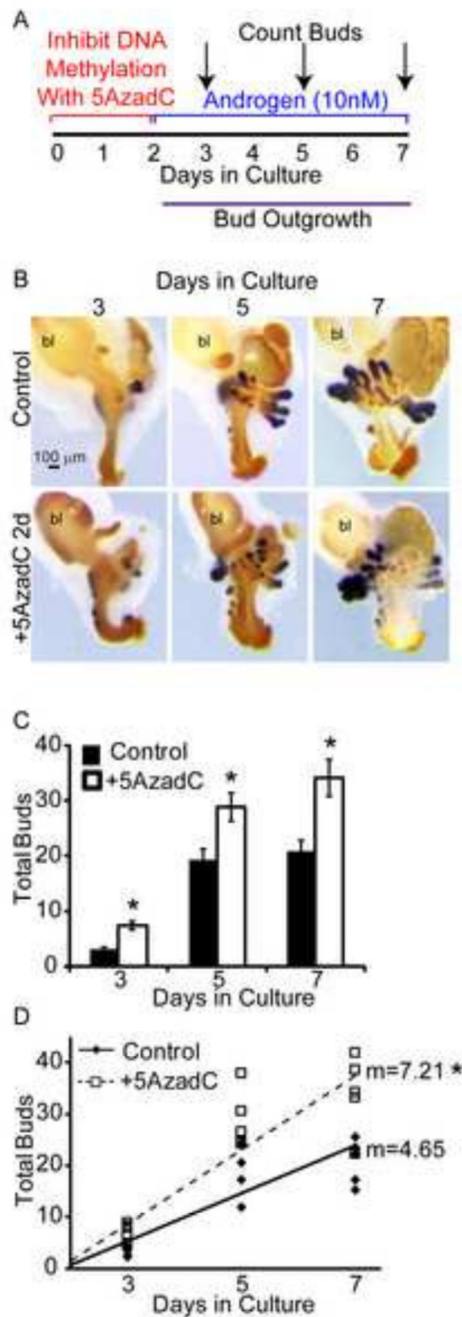 A
Inhibit DNA
Methylation
With 5AzadC
Count Buds
Androgen (10nM)
0 1 2 3 4 5 6 7
Days in Culture
Bud Outgrowth
B
Days in Culture
3 5 7
Control
bl bl bl
100 µm
+5AzadC 2d
bl bl bl
C
Total Buds
40
30
20
10
0
Control
+5AzadC
* * *
3 5 7
Days in Culture
D
Total Buds
40
30
20
10
0
Control
+5AzadC
m=7.21 *
m=4.65
3 5 7
Days in Culture